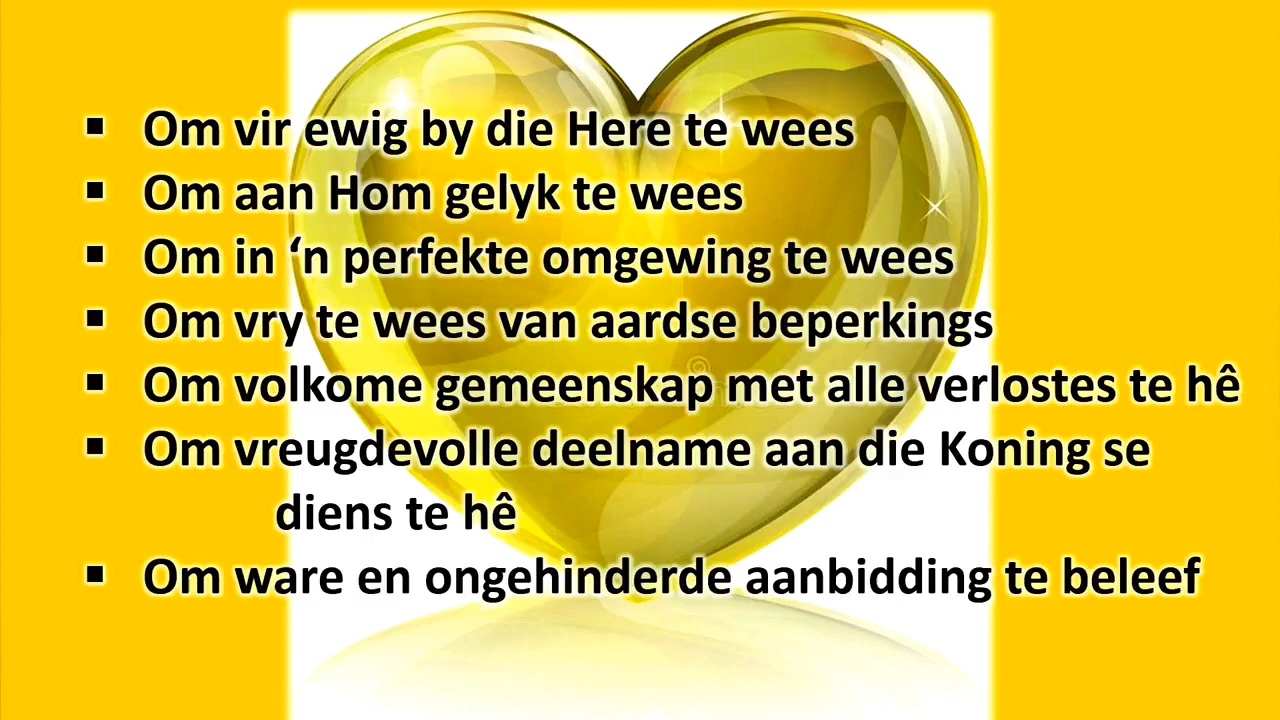 ▪ Om vir ewig by die Here te wees
▪ Om aan Hom gelyk te wees
▪ Om in ‘n perfekte omgewing te wees
▪ Om vry te wees van aardse beperkings
▪ Om volkome gemeenskap met alle verlostes te hê
▪ Om vreugdevolle deelname aan die Koning se
diens te hê
▪ Om ware en ongehinderde aanbidding te beleef